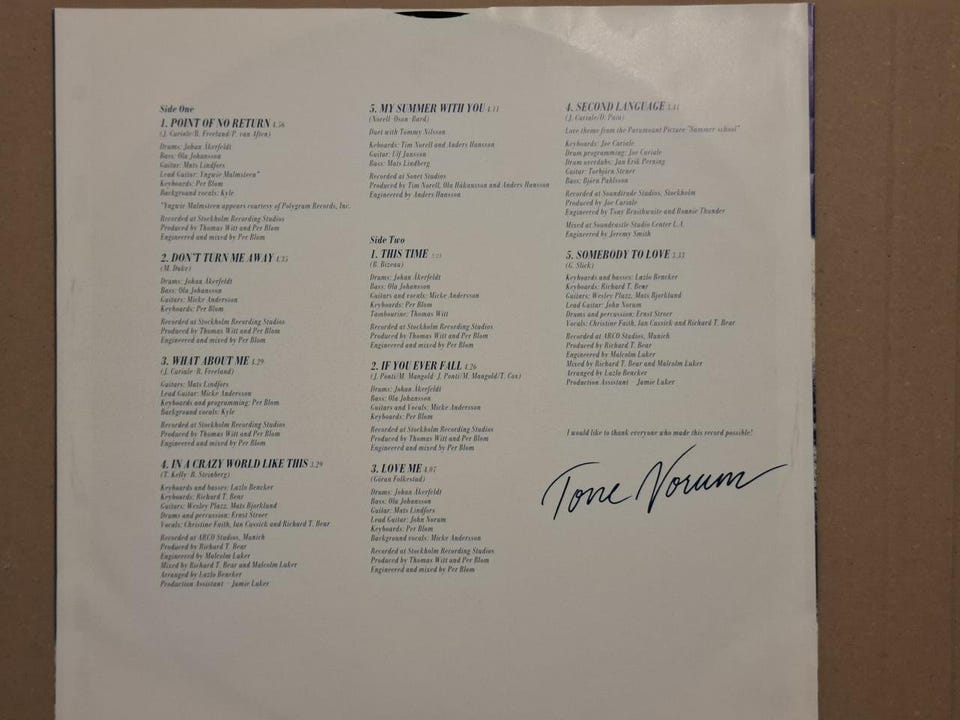 Side One
1. POINT OF NO RETURN 4.56
(J. Curiale/B. Freeland/P. van Aften)
Drums: Johan Åkerfeldt
Bass: Ola Johansson
Guitar: Mats Lindfors
Lead Guitar: Yngwie Malmsteen*
Keyboards: Per Blom
Background vocals: Kyle
*Yngwie Malmsteen appears courtesy of Polygram Records, Inc.
Recorded at Stockholm Recording Studios
Produced by Thomas Witt and Per Blom
Engineered and mixed by Per Blom
2. DON'T TURN ME AWAY 4.35
(M. Duke)
Drums: Johan Åkerfeldt
Bass: Ola Johansson
Guitars: Micke Andersson
Keyboards: Per Blom
Recorded at Stockholm Recording Studios
Produced by Thomas Witt and Per Blom
Engineered and mixed by Per Blom
3. WHAT ABOUT ME 4.29
(J. Curiale-B. Freeland)
Guitars: Mats Lindfors
Lead Guitar: Micke Andersson
Keyboards and programming: Per Blom
Background vocals: Kyle
Recorded at Stockholm Recording Studios
Produced by Thomas Witt and Per Blom
Engineered and mixed by Per Blom
4. IN A CRAZY WORLD LIKE THIS 3.29
(T. Kelly-B. Steinberg)
Keyboards and basses: Lazlo Bencker
Keyboards: Richard T. Bear
Guitars: Wesley Plazz, Mats Bjorklund
Drums and percussion: Ernst Stroer
Vocals: Christine Faith, Ian Cussick and Richard T. Bear
Recorded at ARCO Studios, Munich
Produced by Richard T. Bear
Engineered by Malcolm Luker
Mixed by Richard T. Bear and Malcolm Luker
Arranged by Lazlo Bencker
Production Assistant - Jamie Luker
5. MY SUMMER WITH YOU 4.11
(Norell-Oson-Bard)
Duet with Tommy Nilsson
Keboards: Tim Norell and Anders Hansson
Guitar: Ulf Jansson
Bass: Mats Lindberg
Recorded at Sonet Studios
Produced by Tim Norell, Ola Håkansson and Anders Hansson
Engineered by Anders Hansson
Side Two
1. THIS TIME
(B. Bizeau)
Drums: Johan Åkerfeldt
Bass: Ola Johansson
Guitars and vocals: Micke Andersson
Keyboards: Per Blom
Tambourine: Thomas Witt
Recorded at Stockholm Recording Studios
Produced by Thomas Witt and Per Blom
Engineered and mixed by Per Blom
2. IF YOU EVER FALL 4.26
(J. Ponti/M. Mangold-J. Ponti/M. Mangold/T. Cox)
Drums: Johan Åkerfeldt
Bass: Ola Johansson
Guitars and Vocals: Micke Andersson
Keyboards: Per Blom
Recorded at Stockholm Recording Studios
Produced by Thomas Witt and Per Blom
Engineered and mixed by Per Blom
3. LOVE ME 4.07
(Göran Folkestad)
Drums: Johan Åkerfeldt
Bass: Ola Johansson
Guitar: Mats Lindfors
Lead Guitar: John Norum
Keyboards: Per Blom
Background vocals: Micke Andersson
Recorded at Stockholm Recording Studios
Produced by Thomas Witt and Per Blom
Engineered and mixed by Per Blom
4. SECOND LANGUAGE
(J. Curiale/D. Pain)
Love theme from the Paramount Picture "Summer school"
Keyboards: Joe Curiale
Drum programming: Joe Curiale
Drum overdubs: Jan Erik Perning
Guitar: Torbjörn Stener
Bass: Björn Pahlsson
Recorded at Soundtrade Studios, Stockholm
Produced by Joe Curiale
Engineered by Tony Braithwaite and Ronnie Thunder
Mixed at Soundcastle Studio Center L.A.
Engineered by Jeremy Smith
5. SOMEBODY TO LOVE 3.33
(G. Slick)
Keyboards and basses: Lazlo Bencker
Keyboards: Richard T. Bear
Guitars: Wesley Plazz, Mats Bjorklund
Lead Guitar: John Norum
Drums and percussion: Ernst Stroer
Vocals: Christine Faith, Ian Cussick and Richard T. Bear
Recorded at ARCO Studios, Munich
Produced by Richard T. Bear
Engineered by Malcolm Luker
Mixed by Richard T. Bear and Malcolm Luker
Arranged by Lazlo Bencker
Production Assistant - Jamie Luker
I would like to thank everyone who made this record possible!
Tone Norum